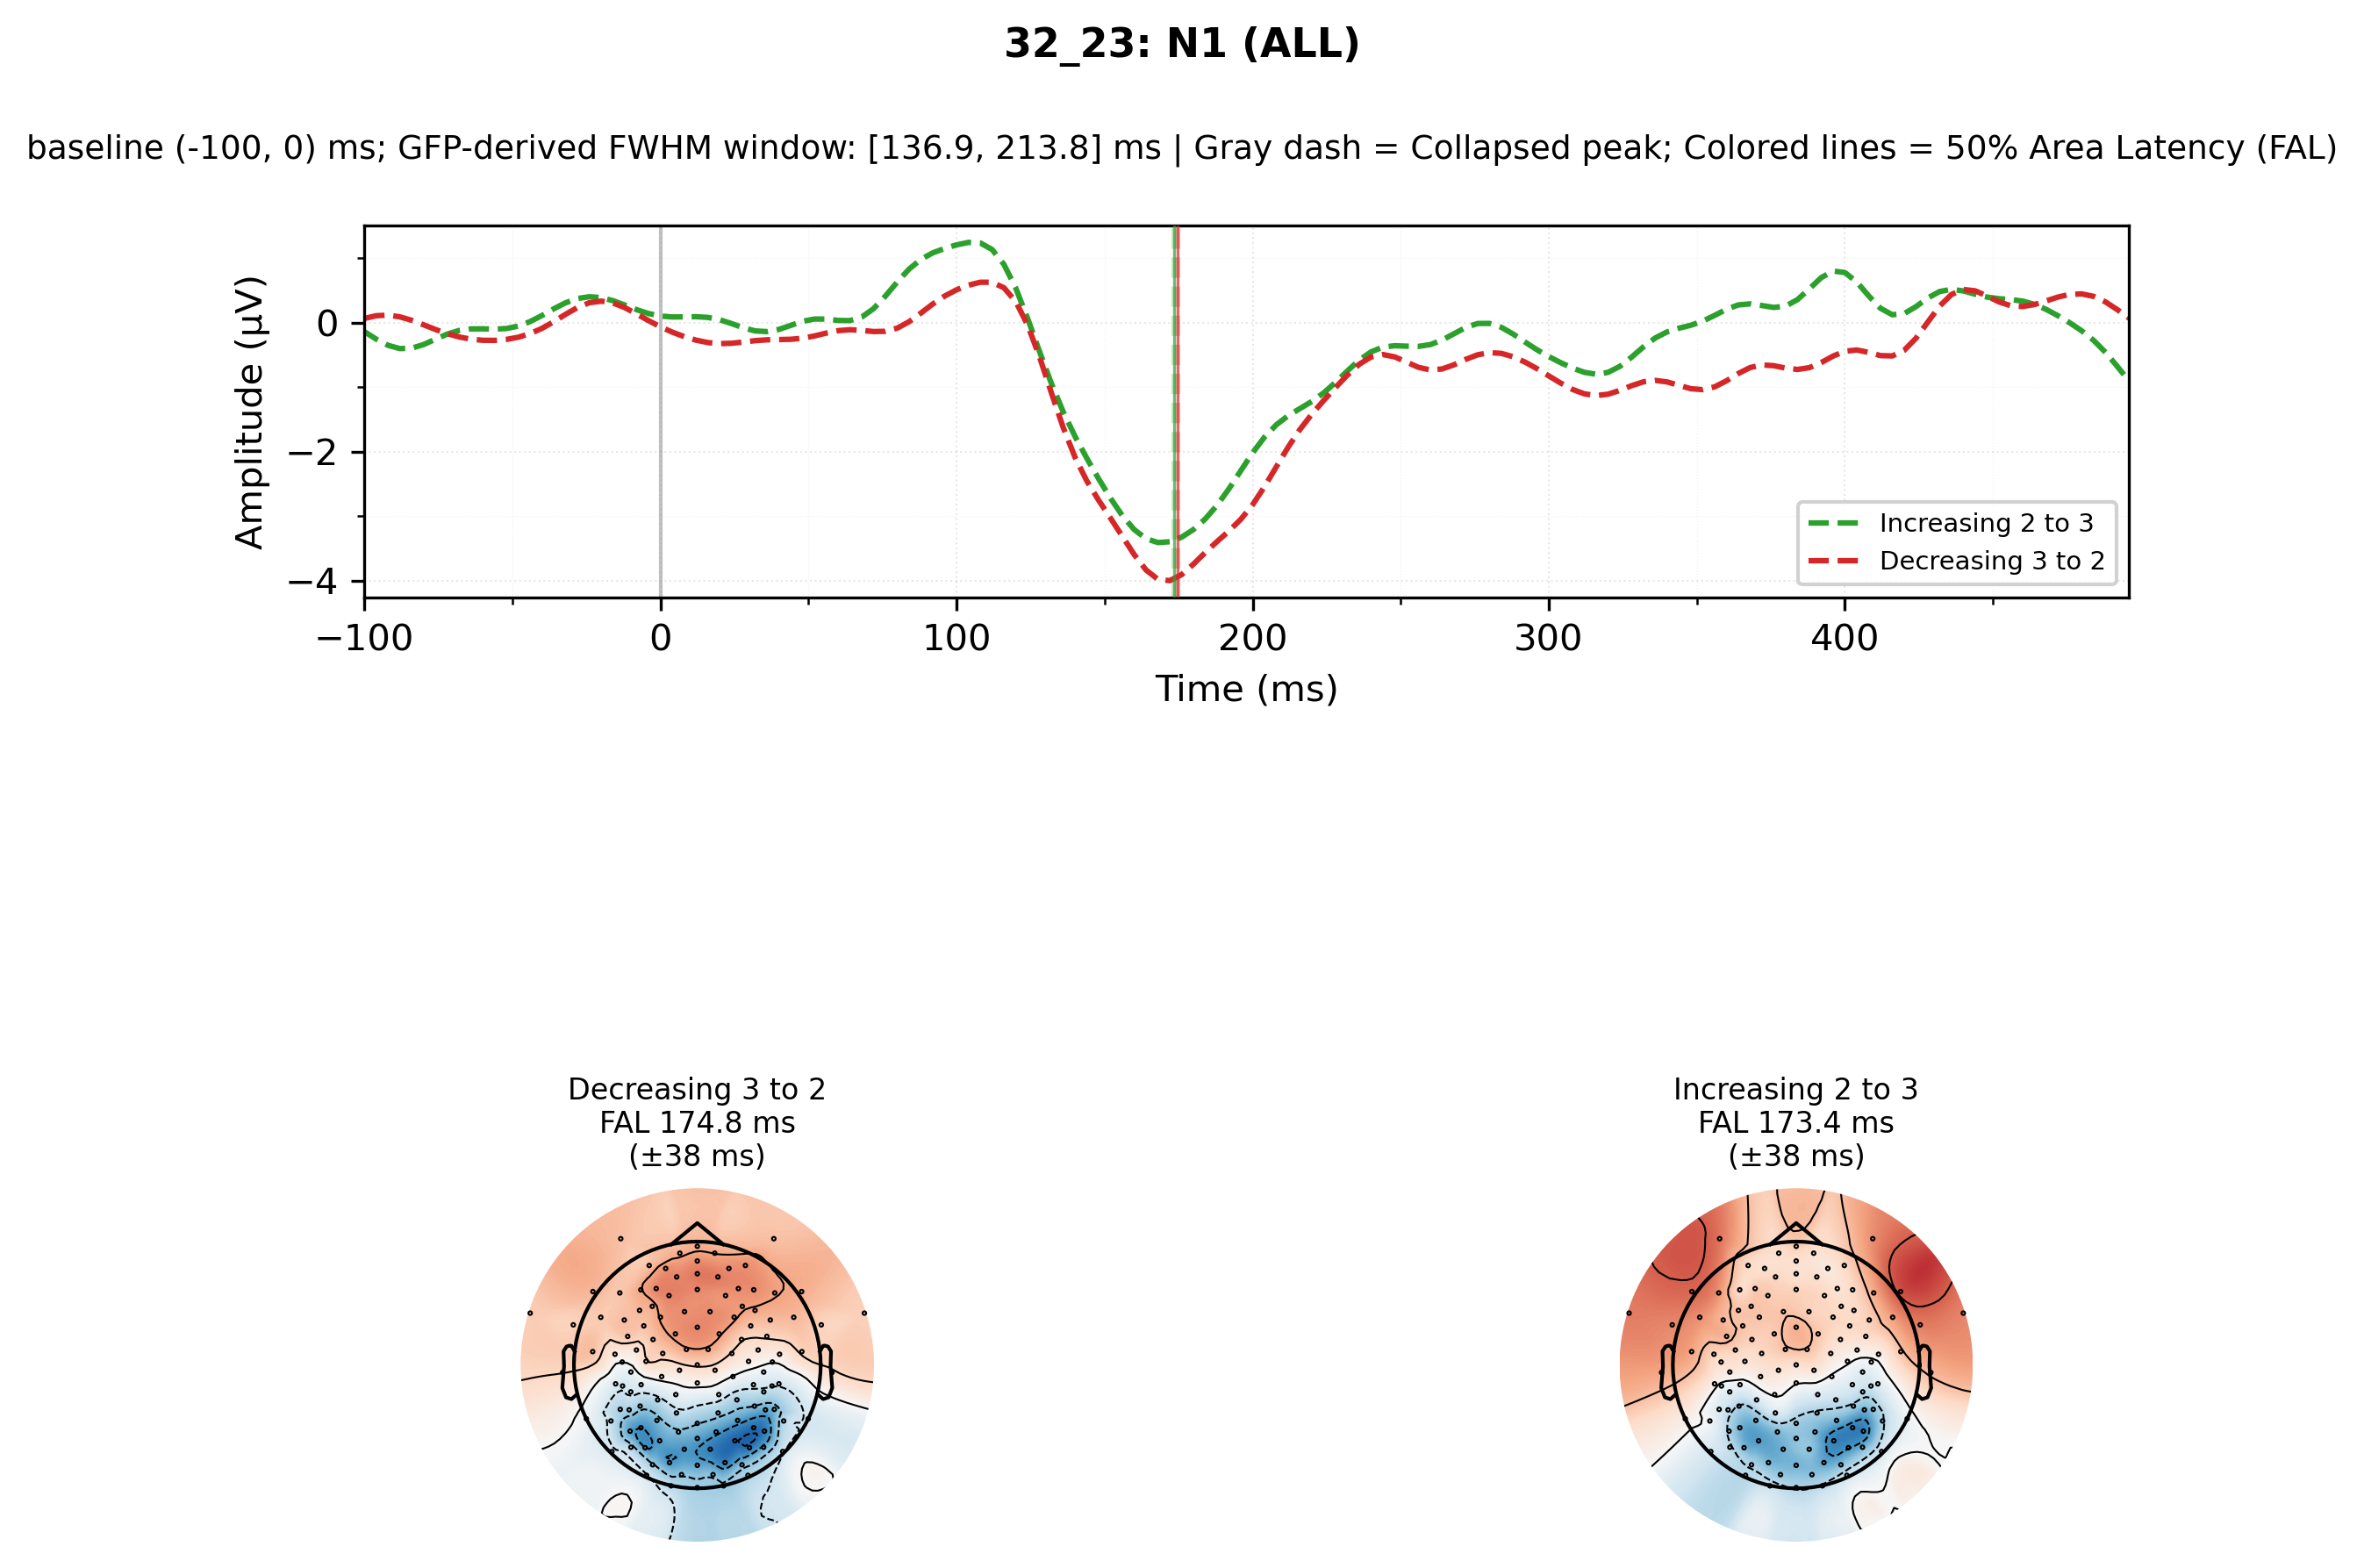 32_23: N1 (ALL)
baseline (-100, 0) ms; GFP-derived FWHM window: [136.9, 213.8] ms | Gray dash = Collapsed peak; Colored lines = 50% Area Latency (FAL)
Amplitude (µV)
0
−2
−4
Increasing 2 to 3
Decreasing 3 to 2
−100
0
100
200
300
400
Time (ms)
Decreasing 3 to 2
FAL 174.8 ms
(±38 ms)
Increasing 2 to 3
FAL 173.4 ms
(±38 ms)